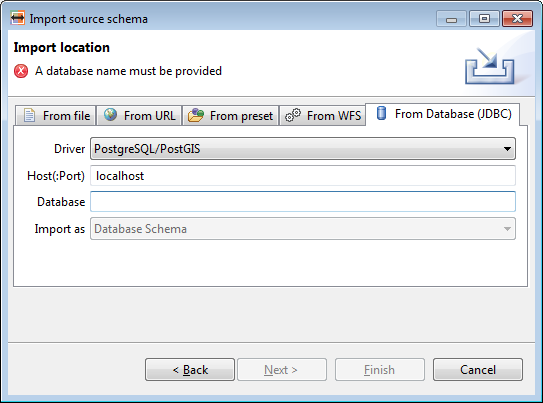 Import source schema
Import location
A database name must be provided
From file From URL From preset From WFS From Database (JDBC)
Driver PostgreSQL/PostGIS
Host(:Port) localhost
Database
Import as Database Schema
< Back Next > Finish Cancel